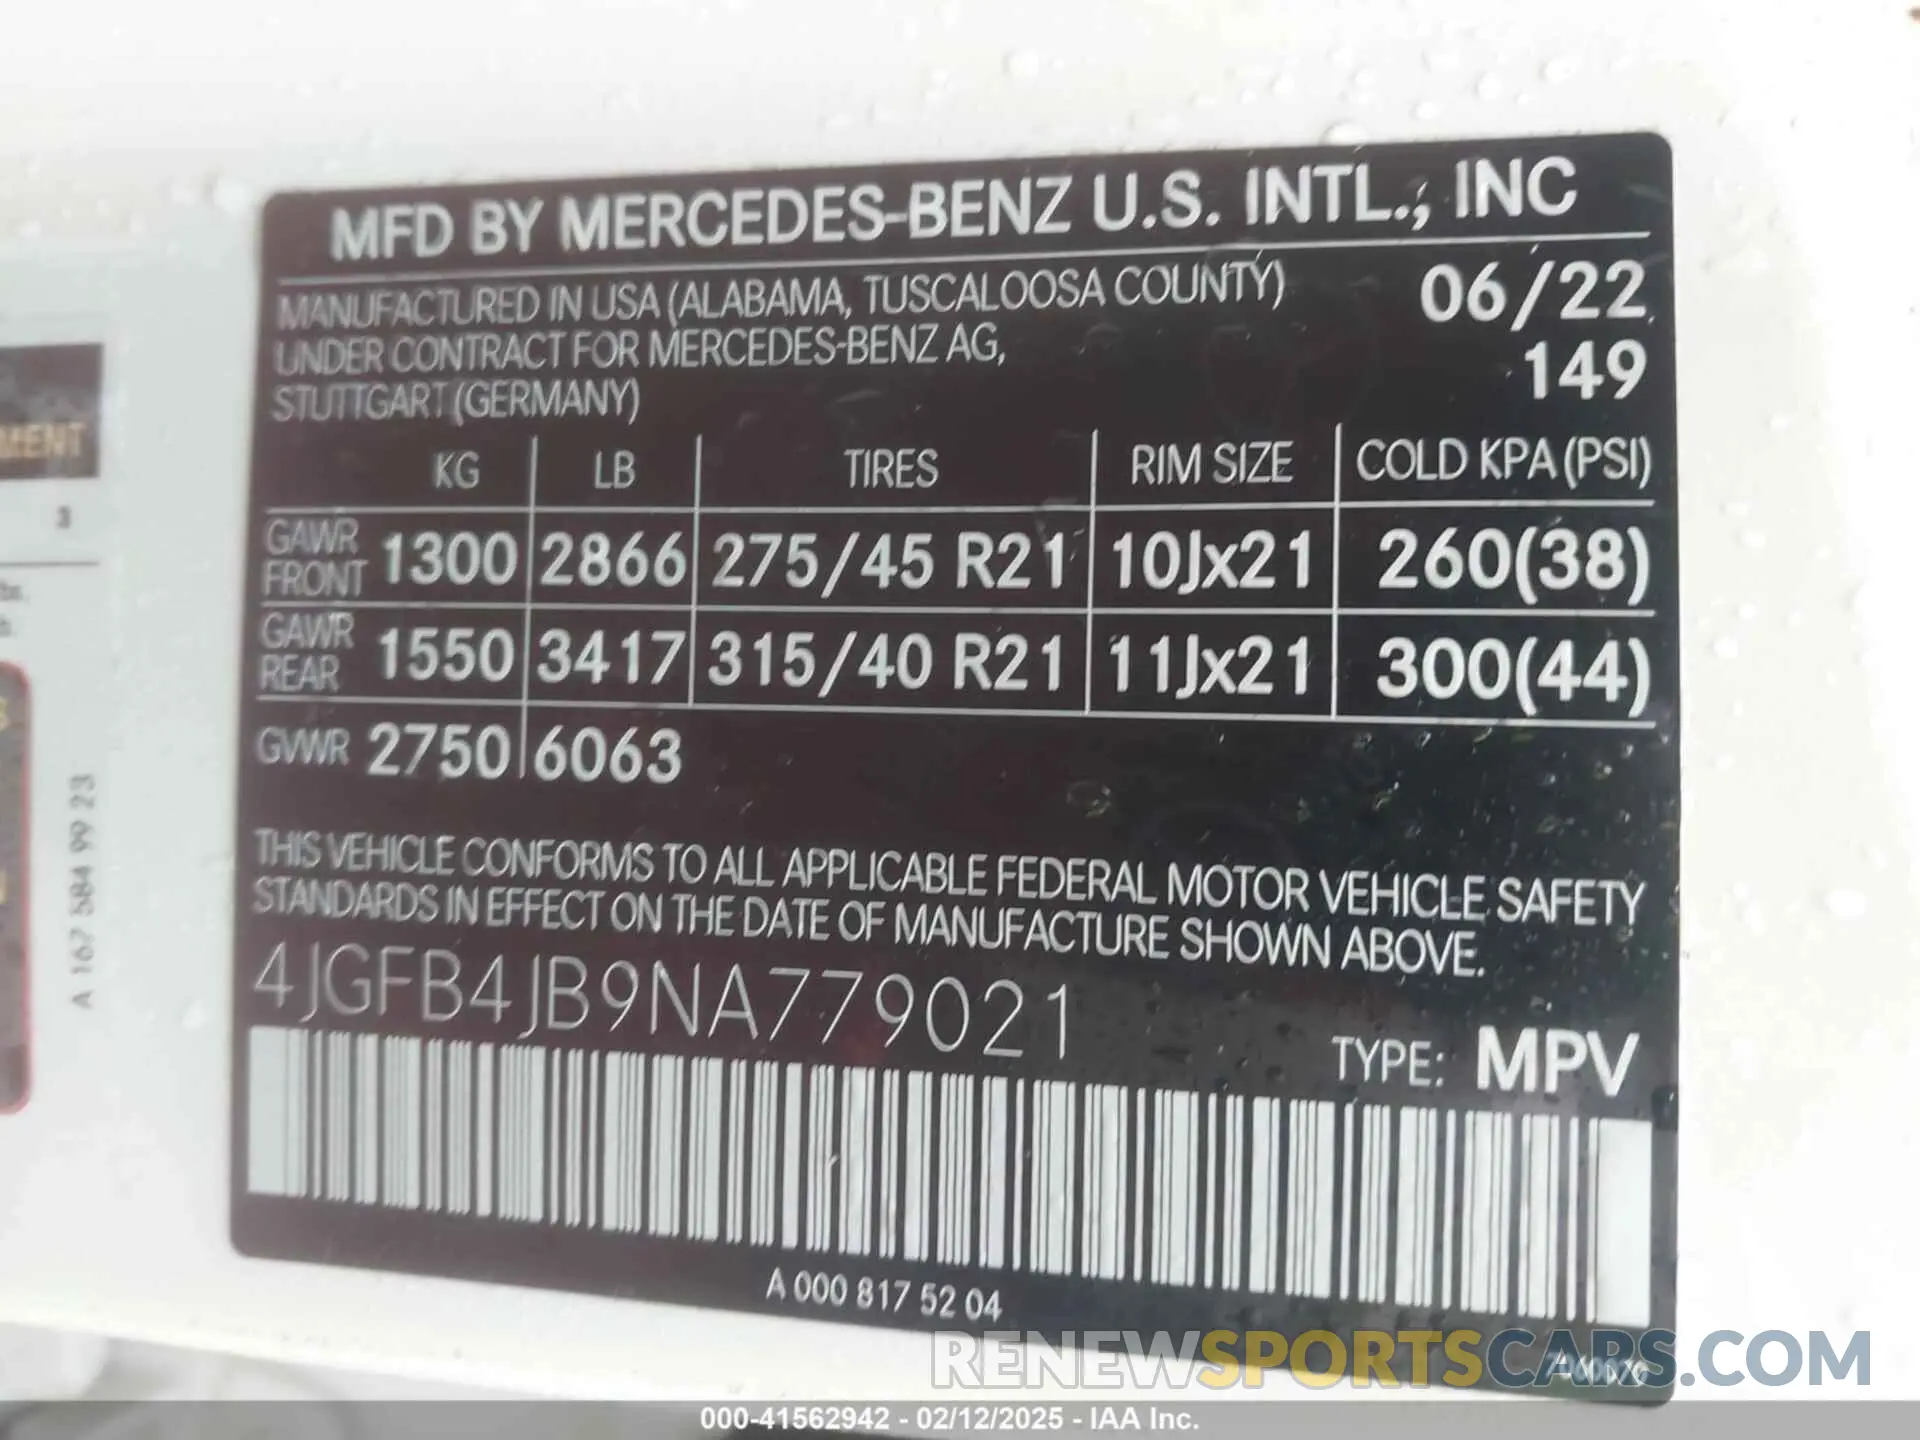 MFD BY MERCEDES-BENZ U.S. INTL., INC
MANUFACTURED IN USA (ALABAMA, TUSCALOOSA COUNTY) 06/22
UNDER CONTRACT FOR MERCEDES-BENZ AG, 149
STUTTGART (GERMANY)
KG LB TIRES RIM SIZE COLD KPA (PSI)
GAWR FRONT 1300 2866 275/45 R21 10Jx21 260(38)
GAWR REAR 1550 3417 315/40 R21 11Jx21 300(44)
GVWR 2750 6063
THIS VEHICLE CONFORMS TO ALL APPLICABLE FEDERAL MOTOR VEHICLE SAFETY
STANDARDS IN EFFECT ON THE DATE OF MANUFACTURE SHOWN ABOVE.
4JGFB4JB9NA779021
TYPE: MPV
A 000 817 52 04
A 167 584 99 23
RENEWSPORTSCARS.COM
000-41562942 - 02/12/2025 - IAA Inc.